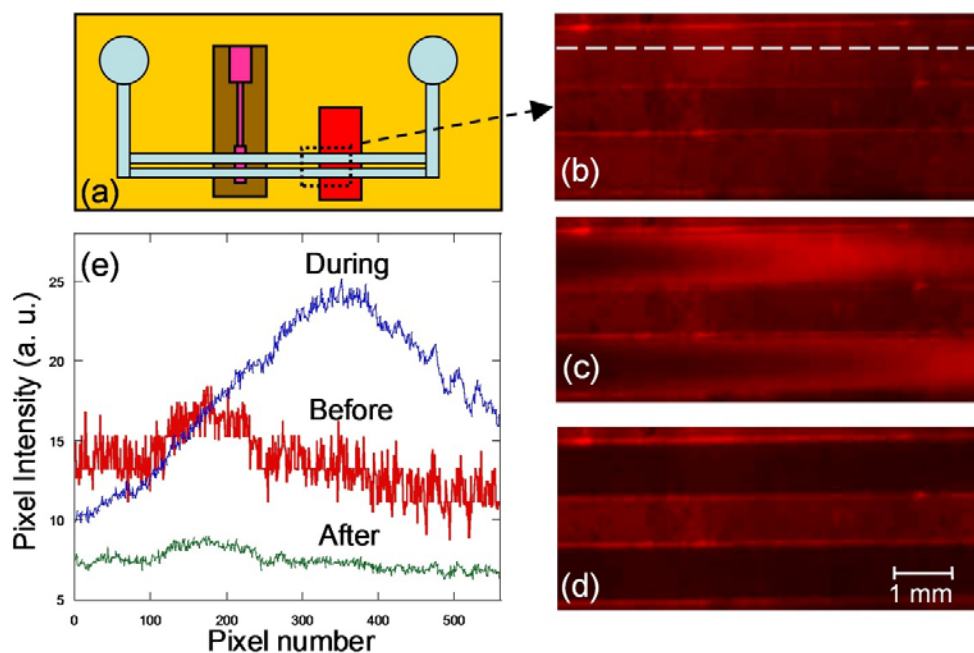 (a)
(b)
(c)
(d)
1 mm
(e)
During
Before
After
Pixel Intensity (a. u.)
25
20
15
10
5
0 100 200 300 400 500
Pixel number